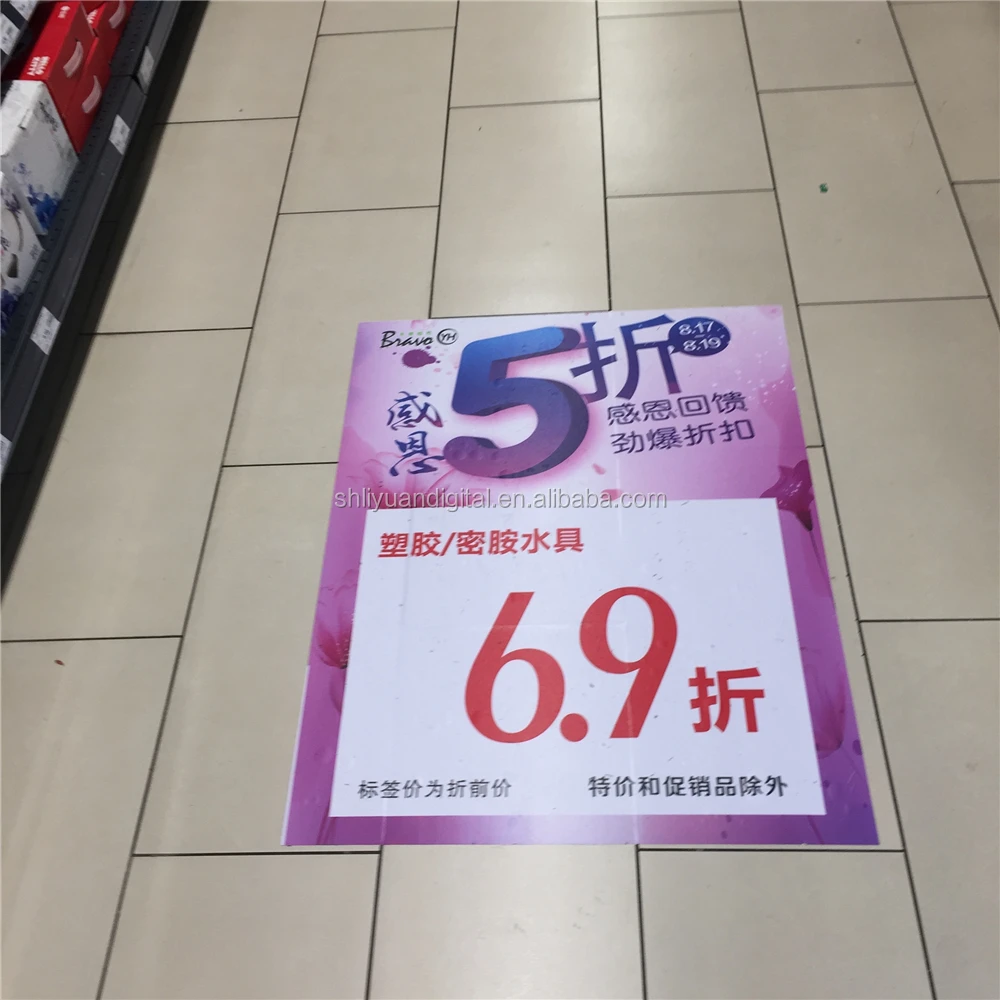 Bravo YH
感恩
5折
8.17
8.19
感恩回馈
劲爆折扣
shliyuandigital.en.alibaba.com
塑胶/密胺水具
6.9折
标签价为折前价
特价和促销品除外